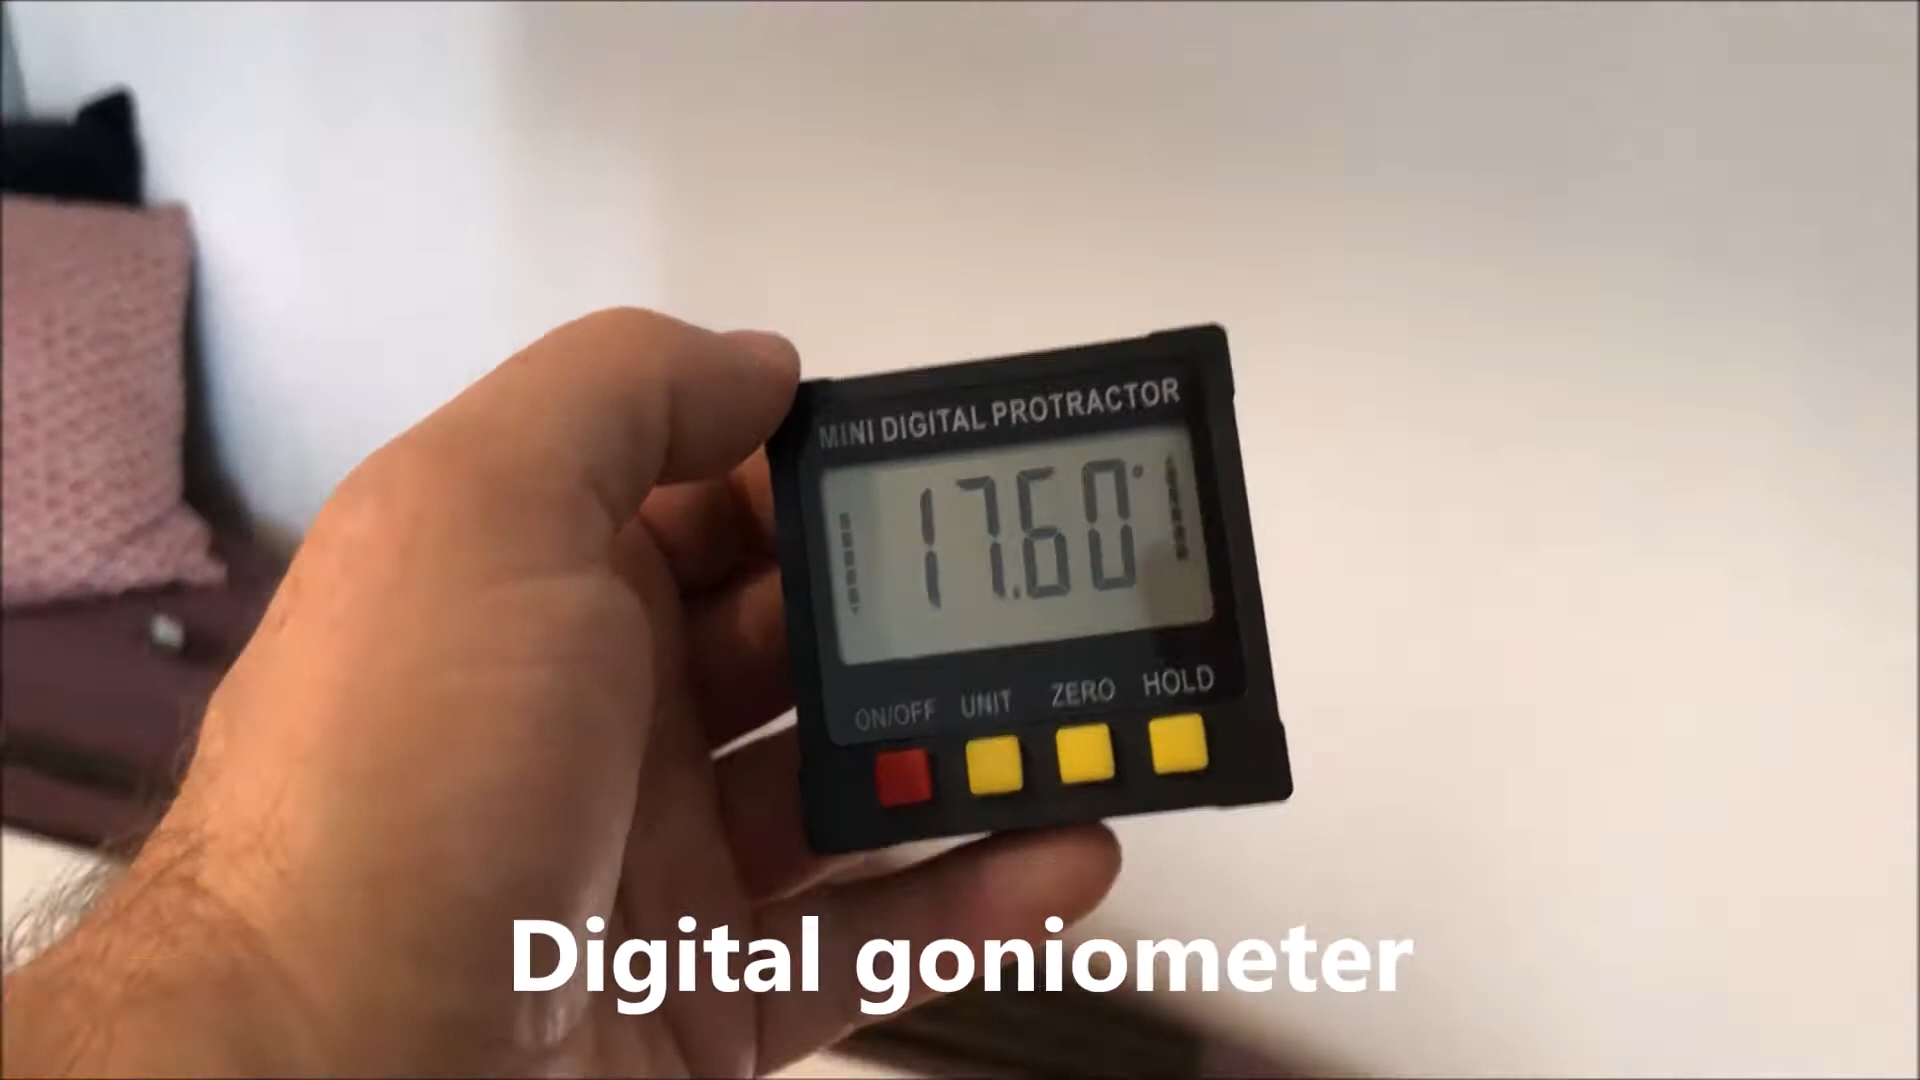 MINI DIGITAL PROTRACTOR
17.60°
ON/OFF UNIT ZERO HOLD
Digital goniometer